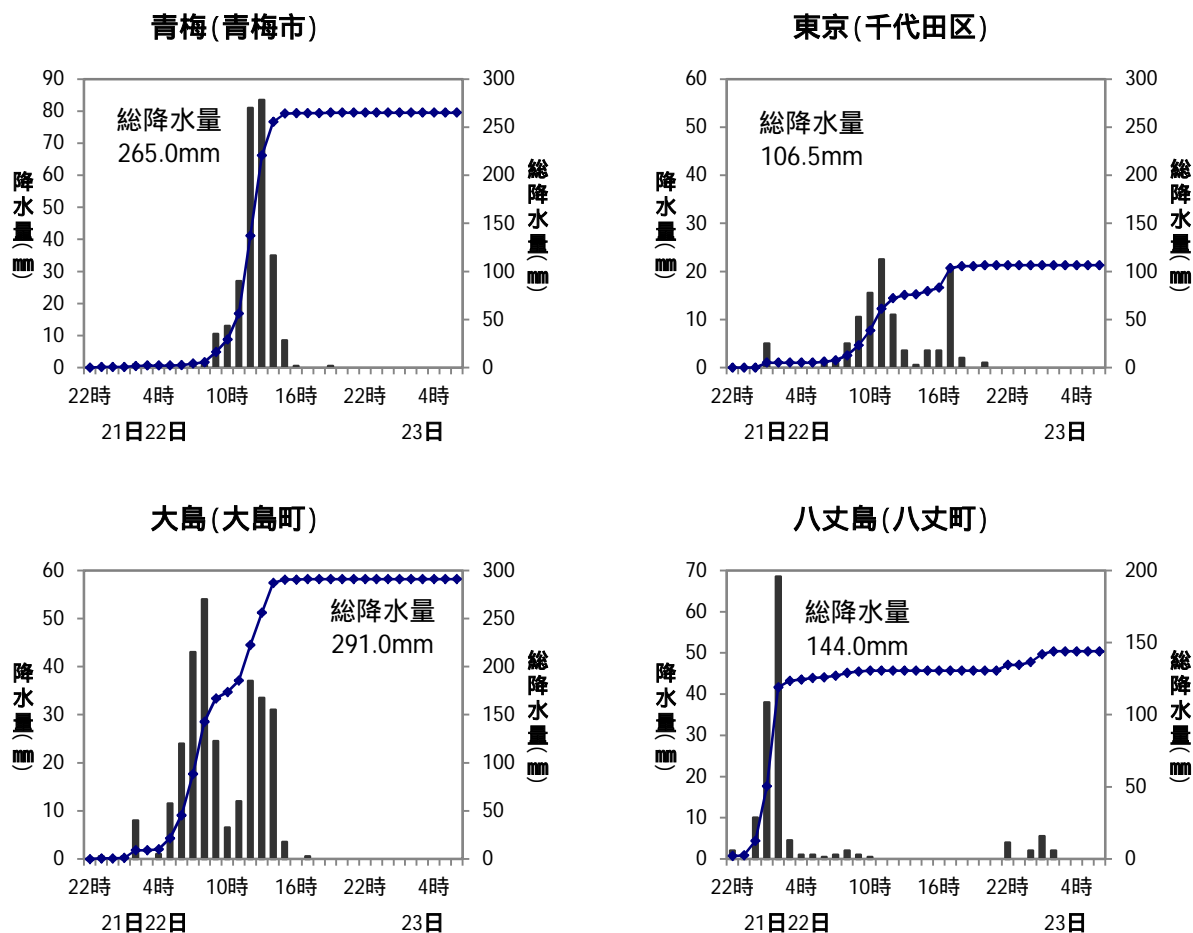 青梅(青梅市)
90
80
70
60
50
40
30
20
10
0
300
250
200
150
100
50
0
降水量(㎜)
総降水量(㎜)
総降水量
265.0mm
22時 4時 10時 16時 22時 4時
21日22日 23日
東京(千代田区)
60
50
40
30
20
10
0
300
250
200
150
100
50
0
降水量(㎜)
総降水量(㎜)
総降水量
106.5mm
22時 4時 10時 16時 22時 4時
21日22日 23日
大島(大島町)
60
50
40
30
20
10
0
300
250
200
150
100
50
0
降水量(㎜)
総降水量(㎜)
総降水量
291.0mm
22時 4時 10時 16時 22時 4時
21日22日 23日
八丈島(八丈町)
70
60
50
40
30
20
10
0
200
150
100
50
0
降水量(㎜)
総降水量(㎜)
総降水量
144.0mm
22時 4時 10時 16時 22時 4時
21日22日 23日